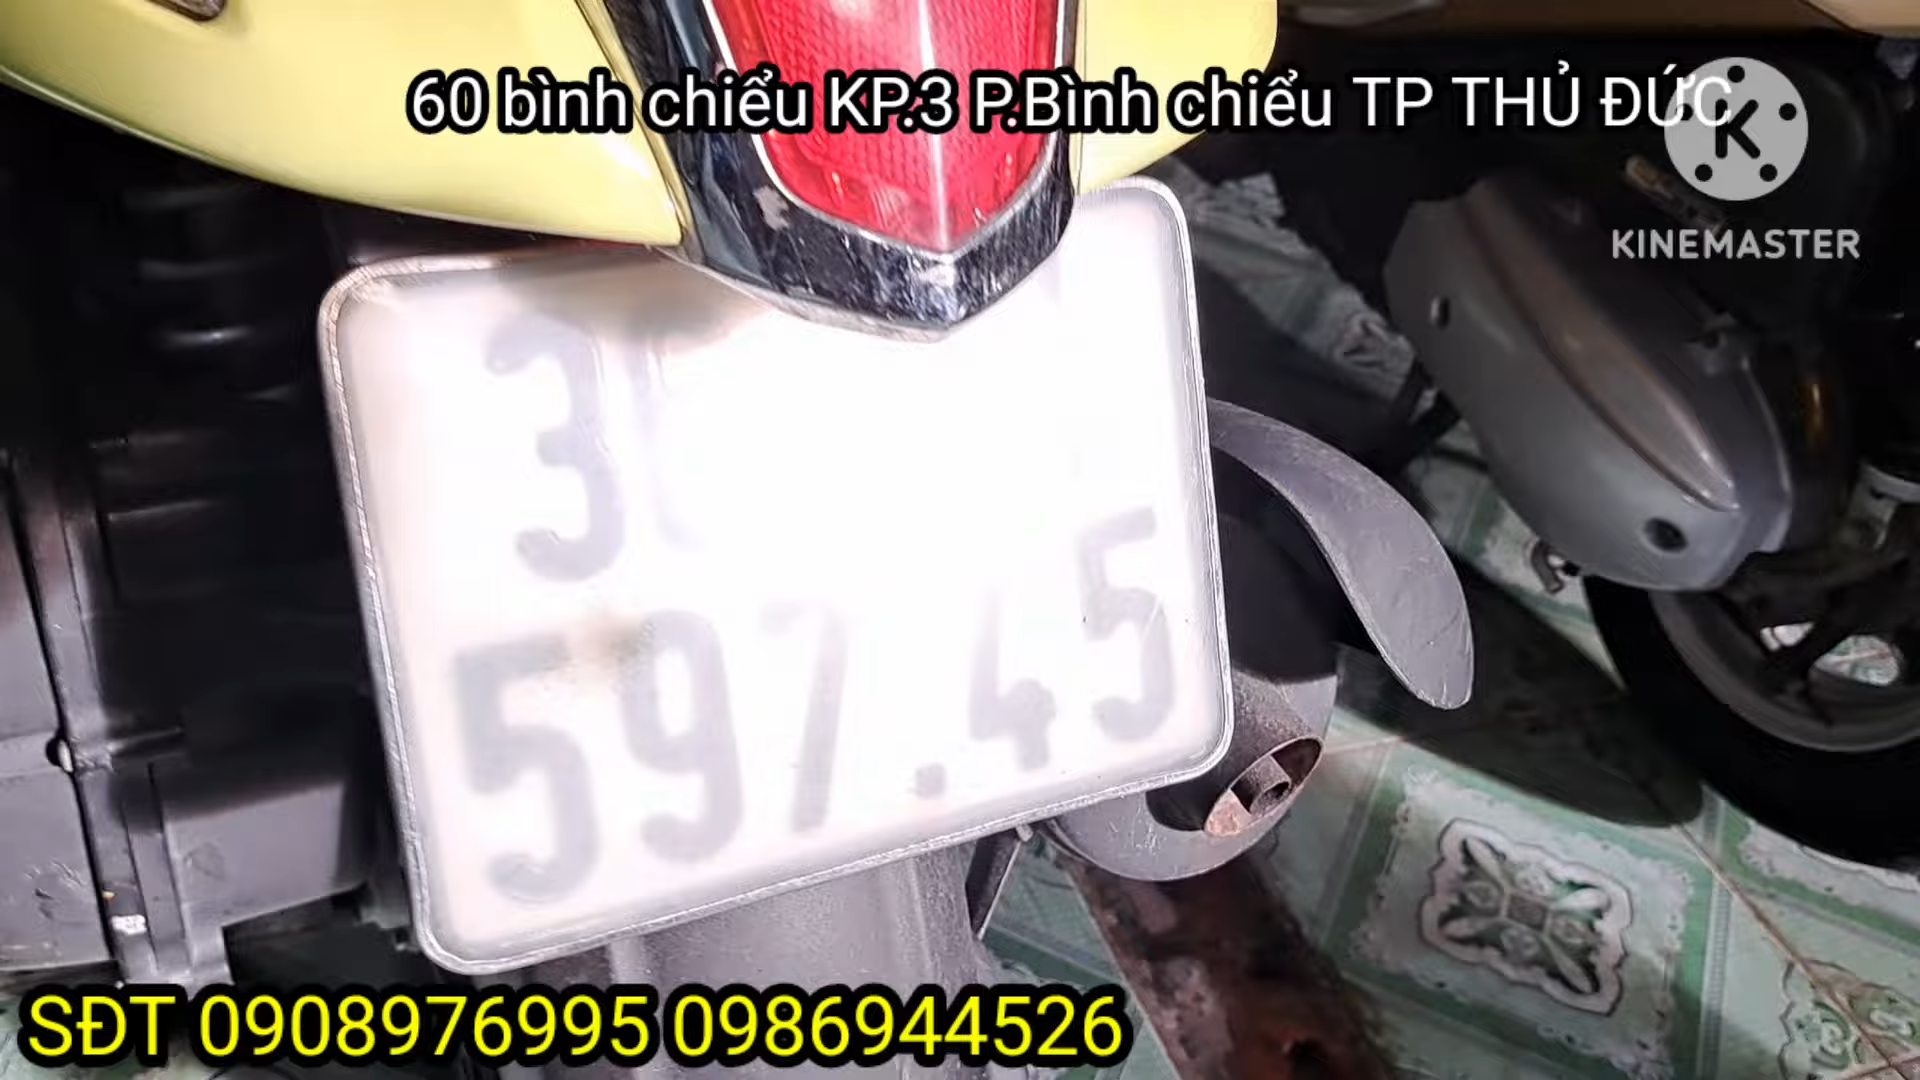 60 bình chiểu KP.3 P.Bình chiểu TP THỦ ĐỨC
KINEMASTER
597.45
SĐT 0908976995 0986944526